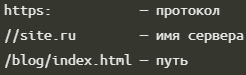 https: — протокол
//site.ru — имя сервера
/blog/index.html — путь